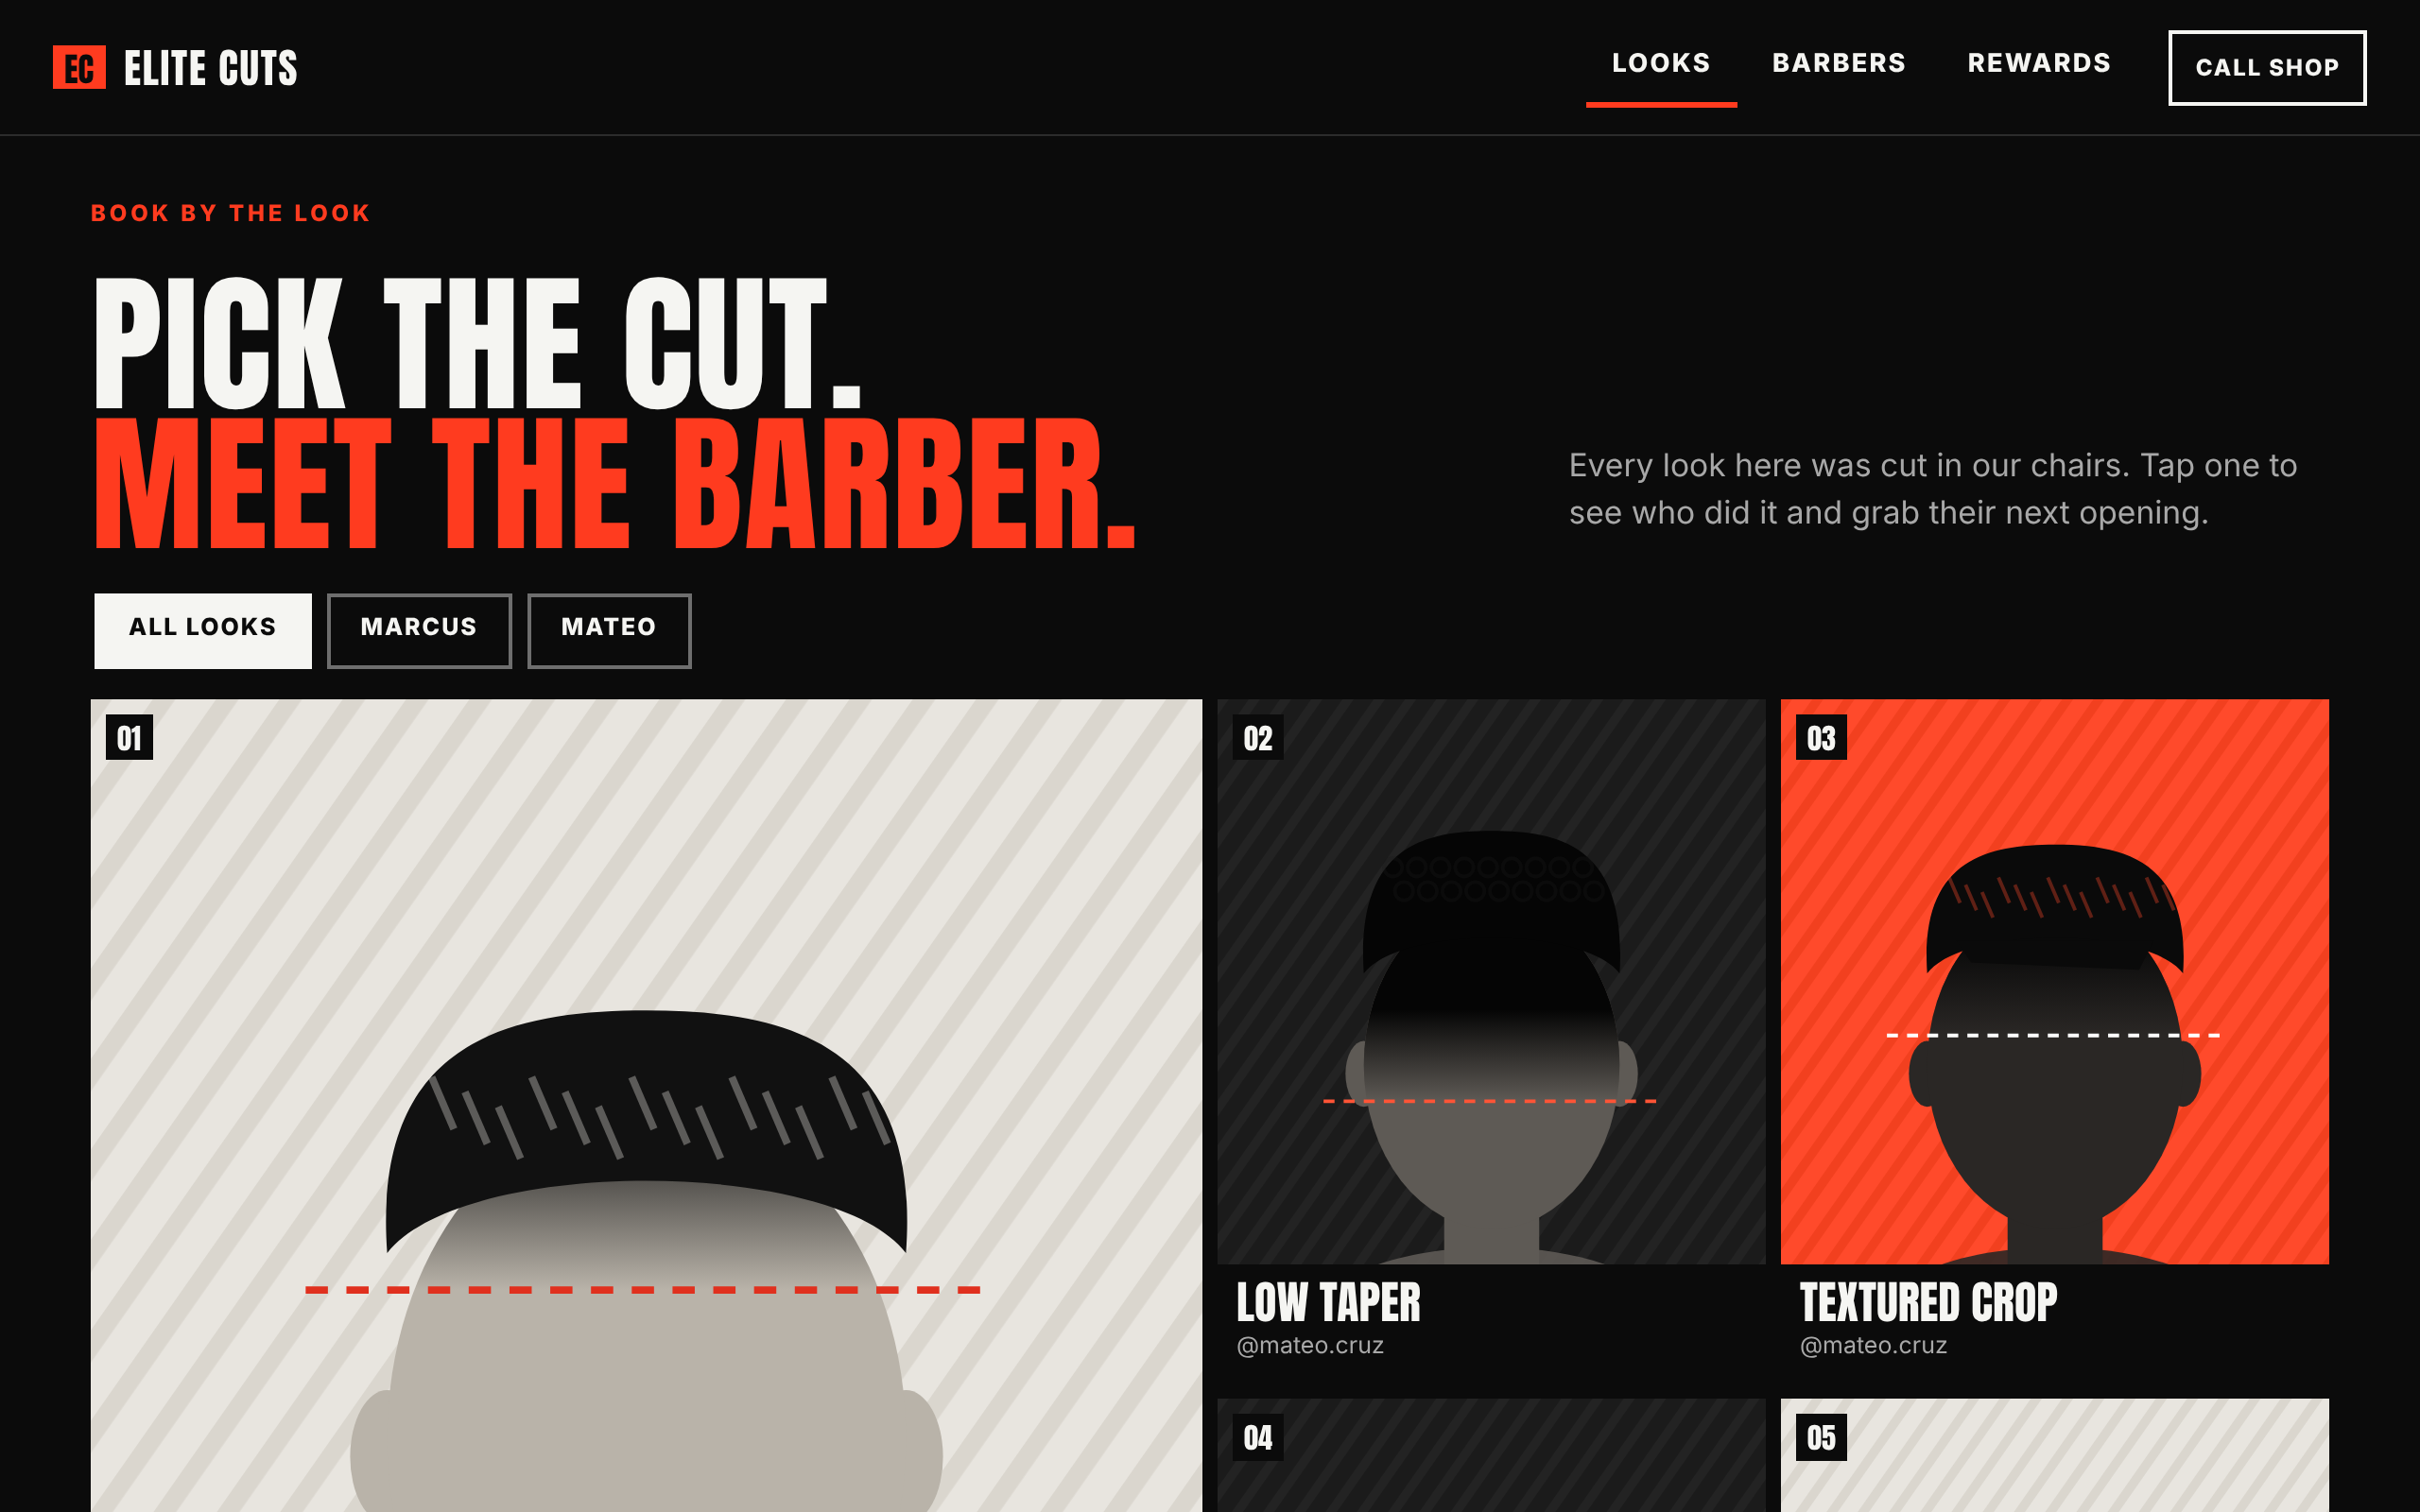 EC ELITE CUTS
LOOKS BARBERS REWARDS CALL SHOP
BOOK BY THE LOOK
PICK THE CUT.
MEET THE BARBER.
Every look here was cut in our chairs. Tap one to
see who did it and grab their next opening.
ALL LOOKS MARCUS MATEO
01
02
03
LOW TAPER
@mateo.cruz
TEXTURED CROP
@mateo.cruz
04
05